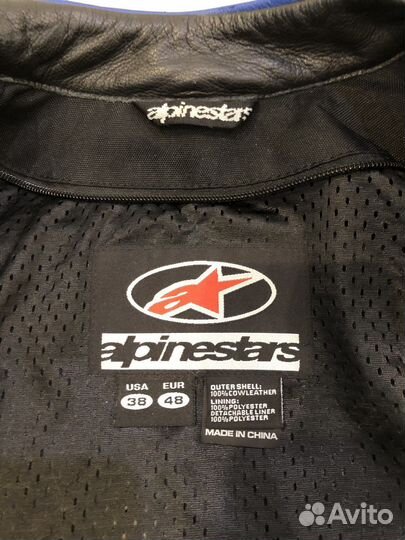 alpinestars
alpinestars
USA EUR
38 48
OUTER SHELL:
100% COWLEATHER
LINING:
100% POLYESTER
DETACHABLE LINER
100% POLYESTER
MADE IN CHINA
Avito